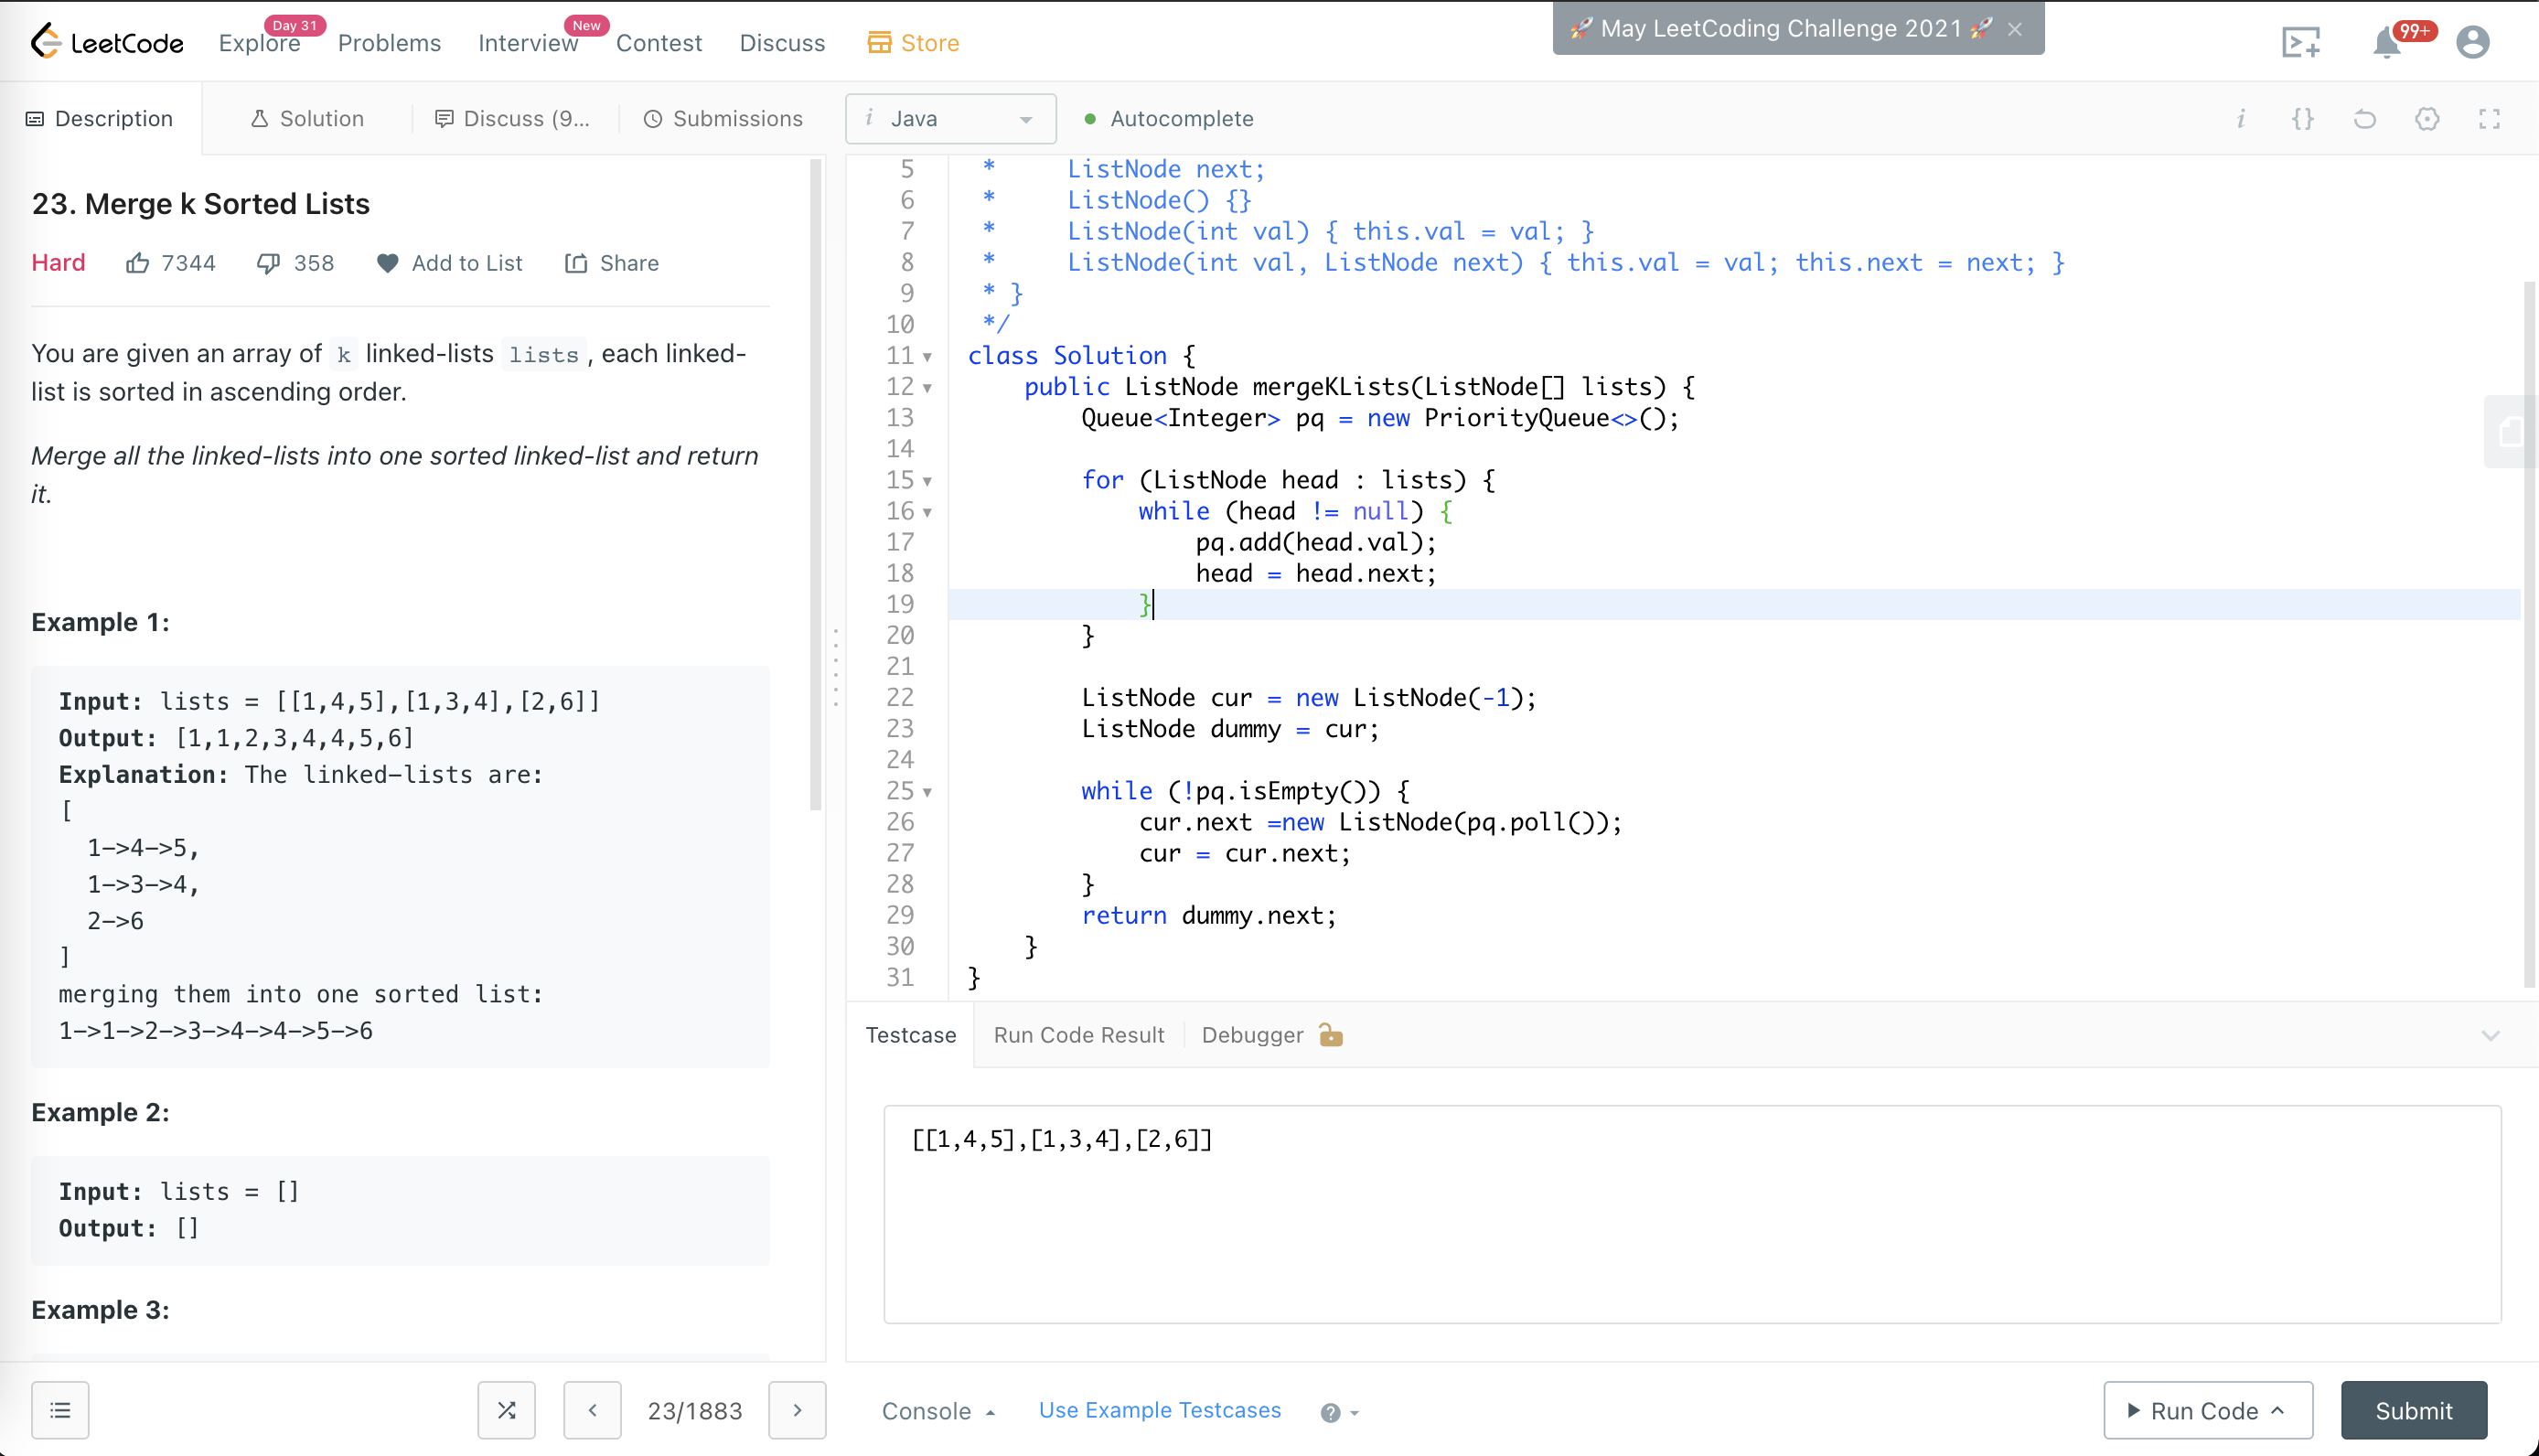 LeetCode
Explore
Day 31
Problems
Interview
New
Contest
Discuss
Store
🚀 May LeetCoding Challenge 2021 🚀
99+
Description
Solution
Discuss (9...
Submissions
i Java
Autocomplete
23. Merge k Sorted Lists
Hard
7344
358
Add to List
Share
You are given an array of k linked-lists lists, each linked-
list is sorted in ascending order.
Merge all the linked-lists into one sorted linked-list and return
it.
Example 1:
Input: lists = [[1,4,5],[1,3,4],[2,6]]
Output: [1,1,2,3,4,4,5,6]
Explanation: The linked-lists are:
[
  1->4->5,
  1->3->4,
  2->6
]
merging them into one sorted list:
1->1->2->3->4->4->5->6
Example 2:
Input: lists = []
Output: []
Example 3:
23/1883
5  *     ListNode next;
6  *     ListNode() {}
7  *     ListNode(int val) { this.val = val; }
8  *     ListNode(int val, ListNode next) { this.val = val; this.next = next; }
9  * }
10  */
11 class Solution {
12     public ListNode mergeKLists(ListNode[] lists) {
13         Queue<Integer> pq = new PriorityQueue<>();
14
15         for (ListNode head : lists) {
16             while (head != null) {
17                 pq.add(head.val);
18                 head = head.next;
19             }
20         }
21
22         ListNode cur = new ListNode(-1);
23         ListNode dummy = cur;
24
25         while (!pq.isEmpty()) {
26             cur.next =new ListNode(pq.poll());
27             cur = cur.next;
28         }
29         return dummy.next;
30     }
31 }
Testcase
Run Code Result
Debugger
[[1,4,5],[1,3,4],[2,6]]
Console
Use Example Testcases
Run Code
Submit